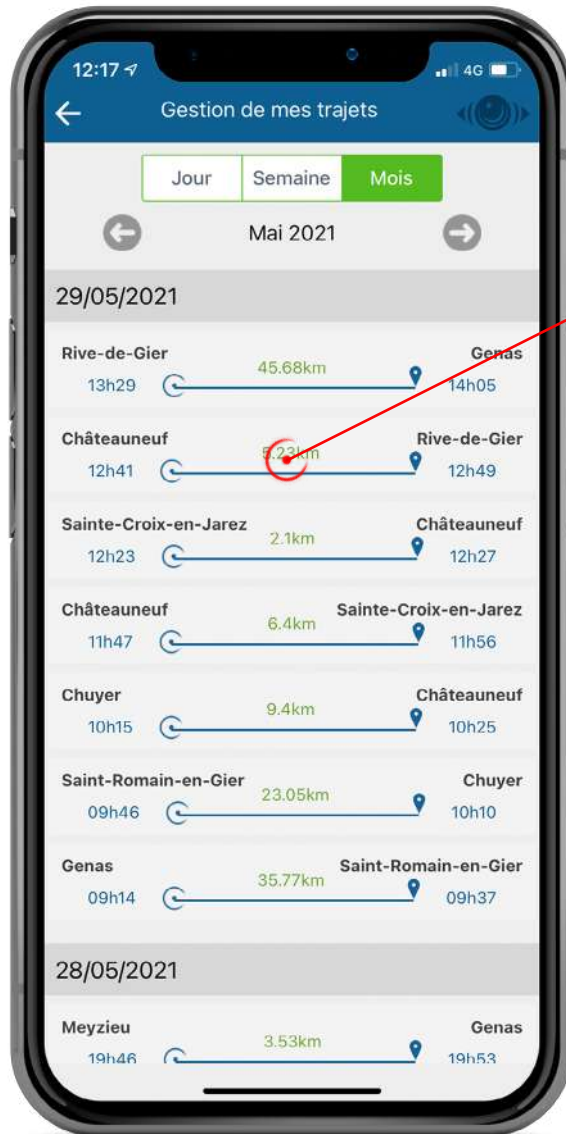 12:17 4G
Gestion de mes trajets
Jour Semaine Mois
Mai 2021
29/05/2021
Rive-de-Gier 45.68km Genas
13h29 14h05
Châteauneuf 5.23km Rive-de-Gier
12h41 12h49
Sainte-Croix-en-Jarez 2.1km Châteauneuf
12h23 12h27
Châteauneuf 6.4km Sainte-Croix-en-Jarez
11h47 11h56
Chuyer 9.4km Châteauneuf
10h15 10h25
Saint-Romain-en-Gier 23.05km Chuyer
09h46 10h10
Genas 35.77km Saint-Romain-en-Gier
09h14 09h37
28/05/2021
Meyzieu 3.53km Genas
19h46 19h53